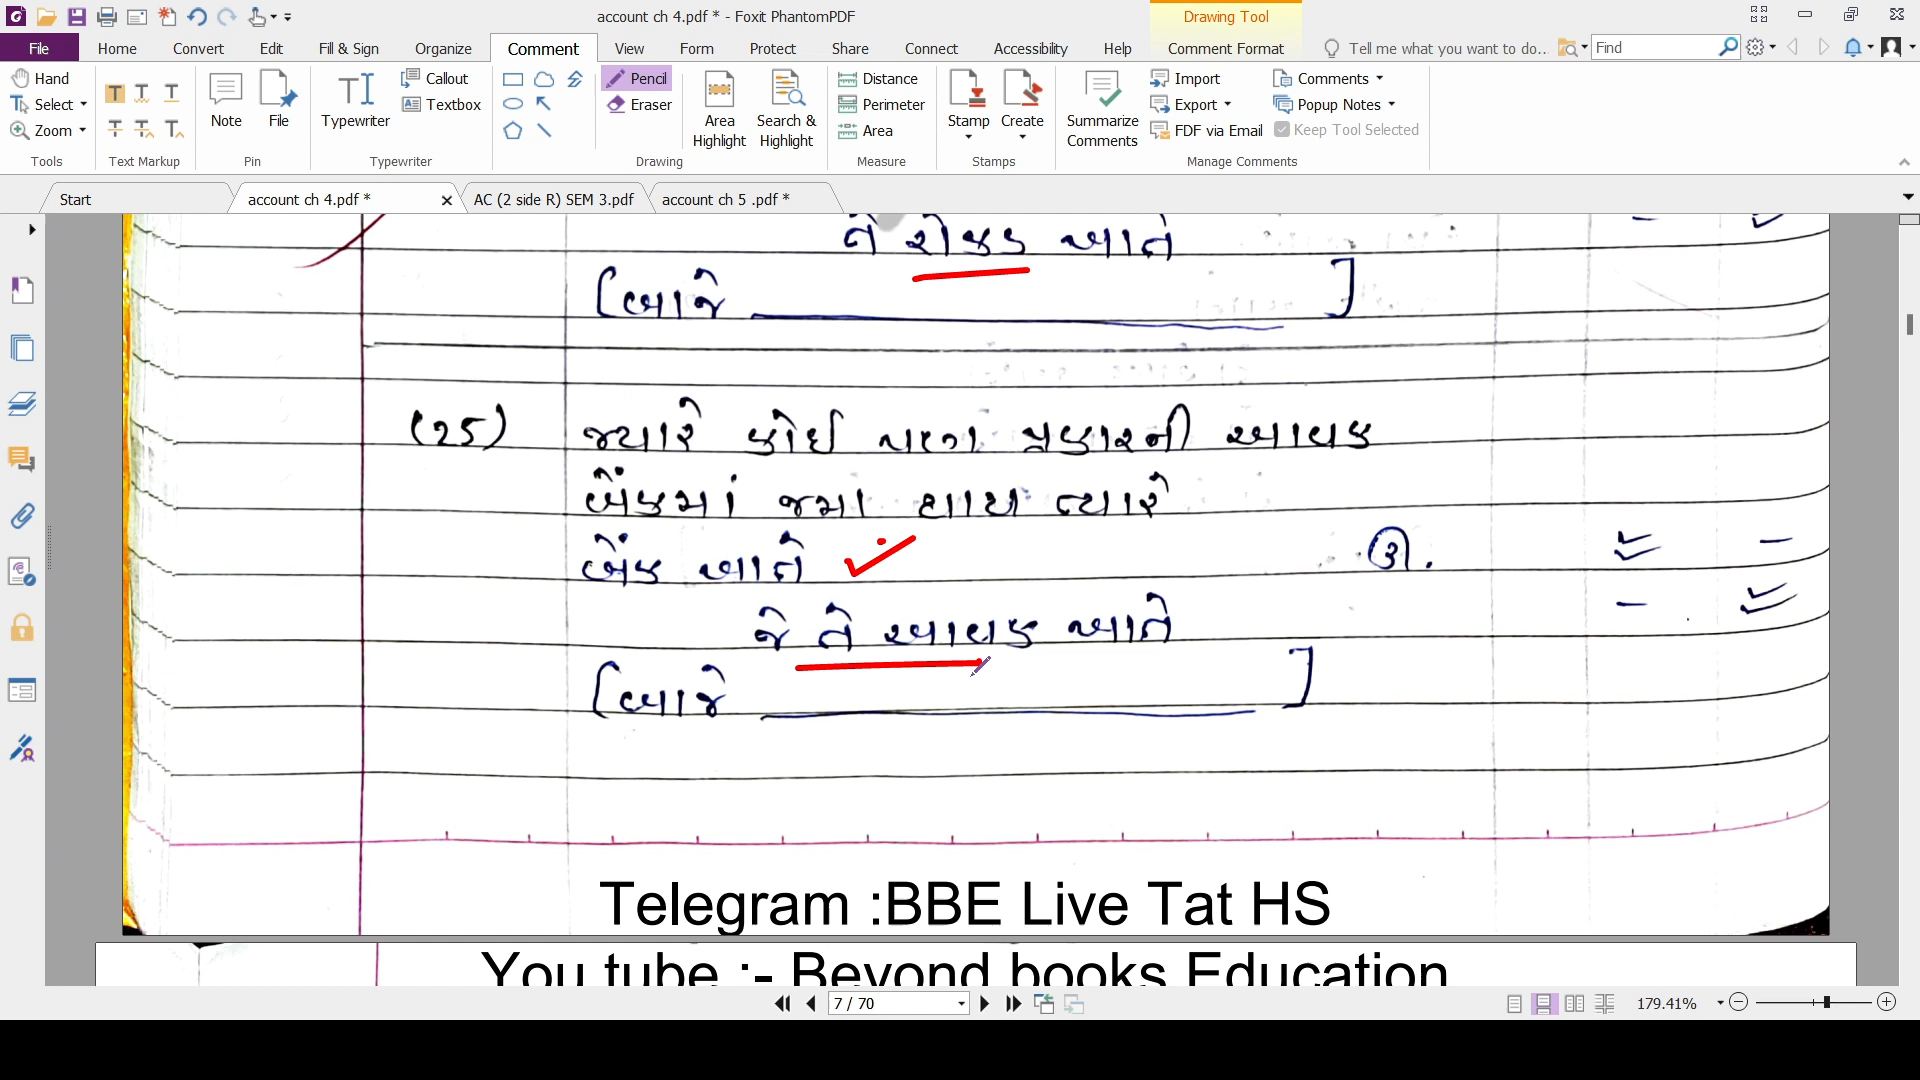 account ch 4.pdf * - Foxit PhantomPDF
Drawing Tool
File Home Convert Edit Fill & Sign Organize Comment View Form Protect Share Connect Accessibility Help Comment Format Tell me what you want to do... Find
Hand
Select
Zoom
Tools
Text Markup
Note
File
Pin
Typewriter
Callout
Textbox
Typewriter
Pencil
Eraser
Area Highlight
Search & Highlight
Drawing
Distance
Perimeter
Area
Measure
Stamp
Create
Stamps
Summarize Comments
Import
Export
FDF via Email
Comments
Popup Notes
Keep Tool Selected
Manage Comments
Start
account ch 4.pdf *
AC (2 side R) SEM 3.pdf
account ch 5 .pdf *
તે રોકડ ખાતે
[બાબે ]
(25) જ્યારે કોઈ પણ પ્રકારની આવક
બેંકમાં જમા થાય ત્યારે
બેંક ખાતે ઉ. -
જે તે આવક ખાતે -
[ ]
Telegram :BBE Live Tat HS
You tube :- Beyond books Education
7 / 70
179.41%